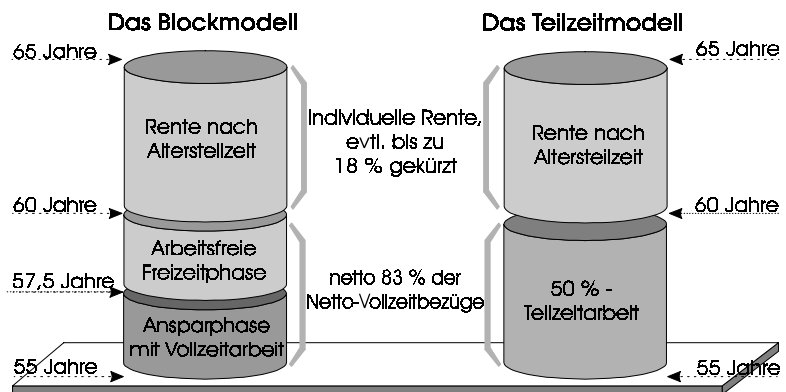 Das Blockmodell
65 Jahre
Rente nach
Altersteilzeit
60 Jahre
Arbeitsfreie
Freizeitphase
57,5 Jahre
Ansparphase
mit Vollzeitarbeit
55 Jahre
Individuelle Rente,
evtl. bis zu
18 % gekürzt
netto 83 % der
Netto-Vollzeitbezüge
Das Teilzeitmodell
65 Jahre
Rente nach
Altersteilzeit
60 Jahre
50 % -
Teilzeitarbeit
55 Jahre